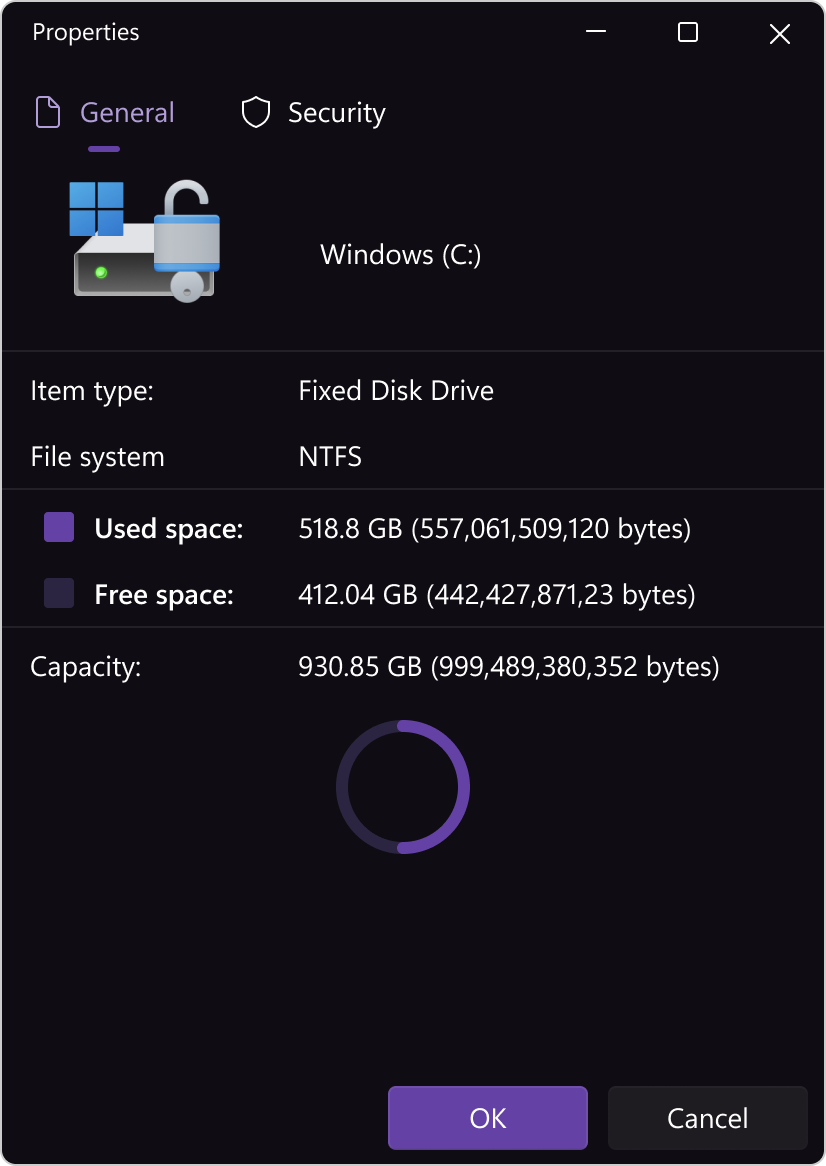 Properties
General Security
Windows (C:)
Item type: Fixed Disk Drive
File system NTFS
Used space: 518.8 GB (557,061,509,120 bytes)
Free space: 412.04 GB (442,427,871,23 bytes)
Capacity: 930.85 GB (999,489,380,352 bytes)
OK Cancel